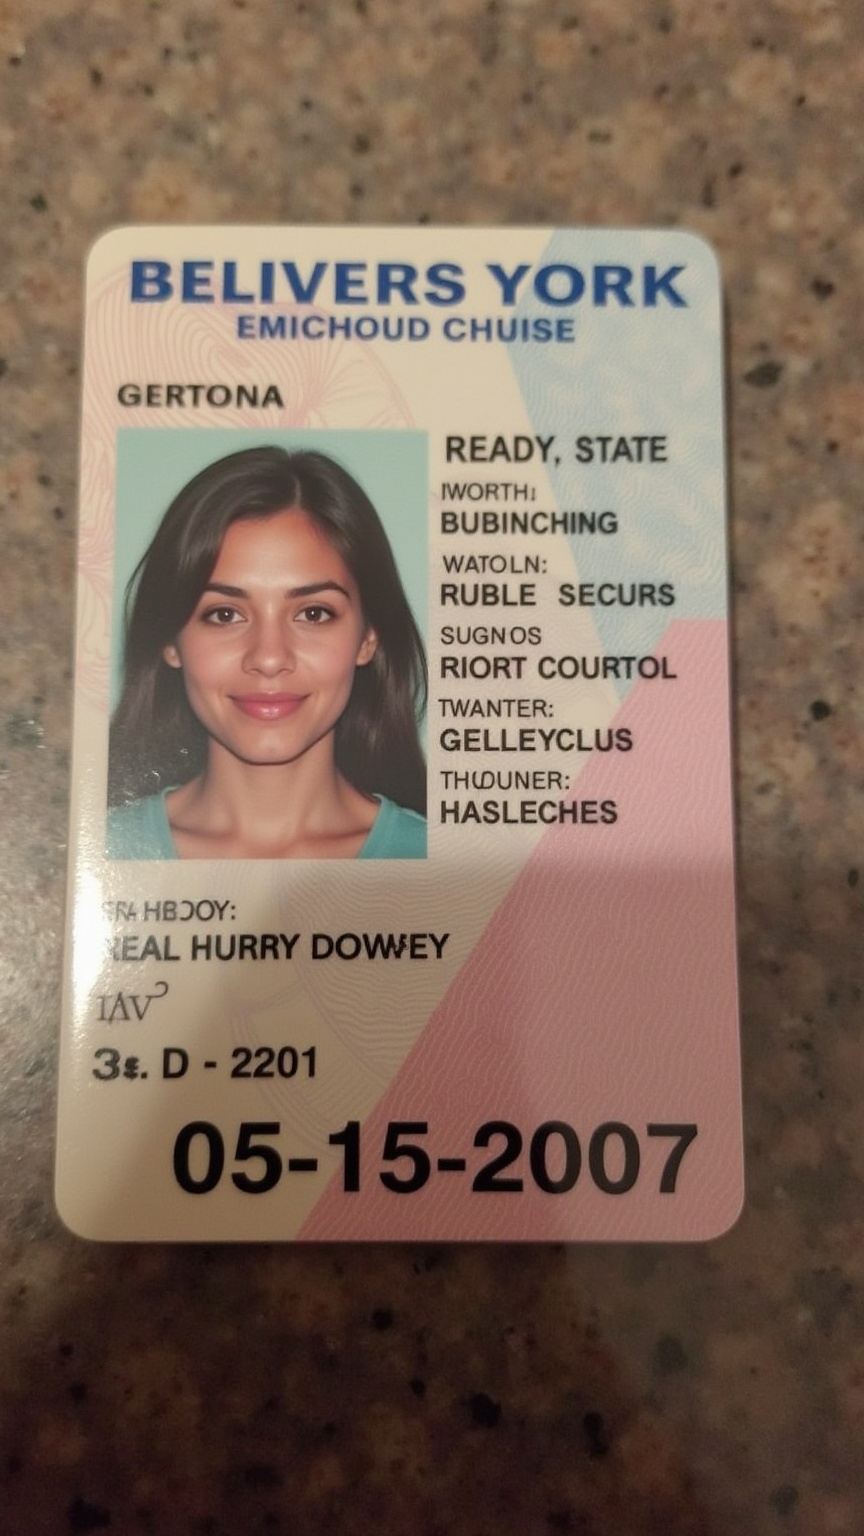 BELIVERS YORK
EMICHOUD CHUISE
GERTONA
READY, STATE
IWORTH:
BUBINCHING
WATOLN:
RUBLE SECURS
SUGNOS
RIORT COURTOL
TWANTER:
GELLEYCLUS
HASLECHES
HURRY
D - 2201
05-15-2007